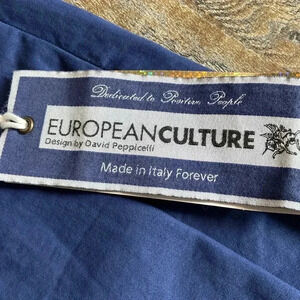 Dedicated to Positive People
EUROPEANCULTURE
Design by David Peppicelli
Made in Italy Forever